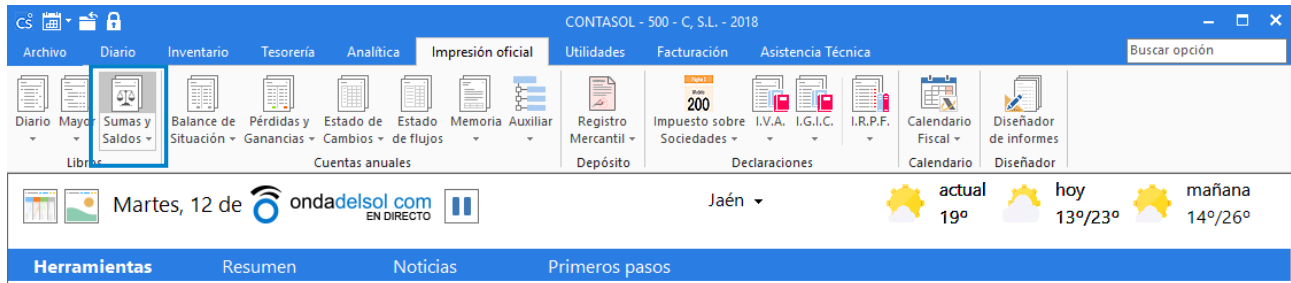 CONTASOL - 500 - C, S.L. - 2018
Archivo Diario Inventario Tesorería Analítica Impresión oficial Utilidades Facturación Asistencia Técnica Buscar opción
Diario Mayor Sumas y Saldos Balance de Situación Pérdidas y Ganancias Estado de Cambios Estado de flujos Memoria Auxiliar Registro Mercantil Impuesto sobre Sociedades I.V.A. I.G.I.C. I.R.P.F. Calendario Fiscal Diseñador de informes
200
Libros Cuentas anuales Depósito Declaraciones Calendario Diseñador
Martes, 12 de ondadelsol com EN DIRECTO Jaén actual 19º hoy 13º/23º mañana 14º/26º
Herramientas Resumen Noticias Primeros pasos